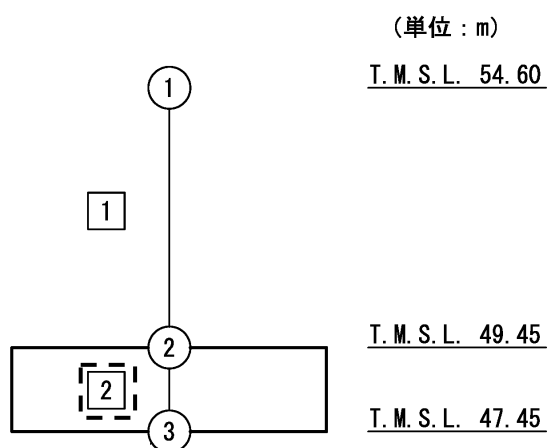 (単位：m)
① T.M.S.L. 54.60
1
② T.M.S.L. 49.45
2
③ T.M.S.L. 47.45